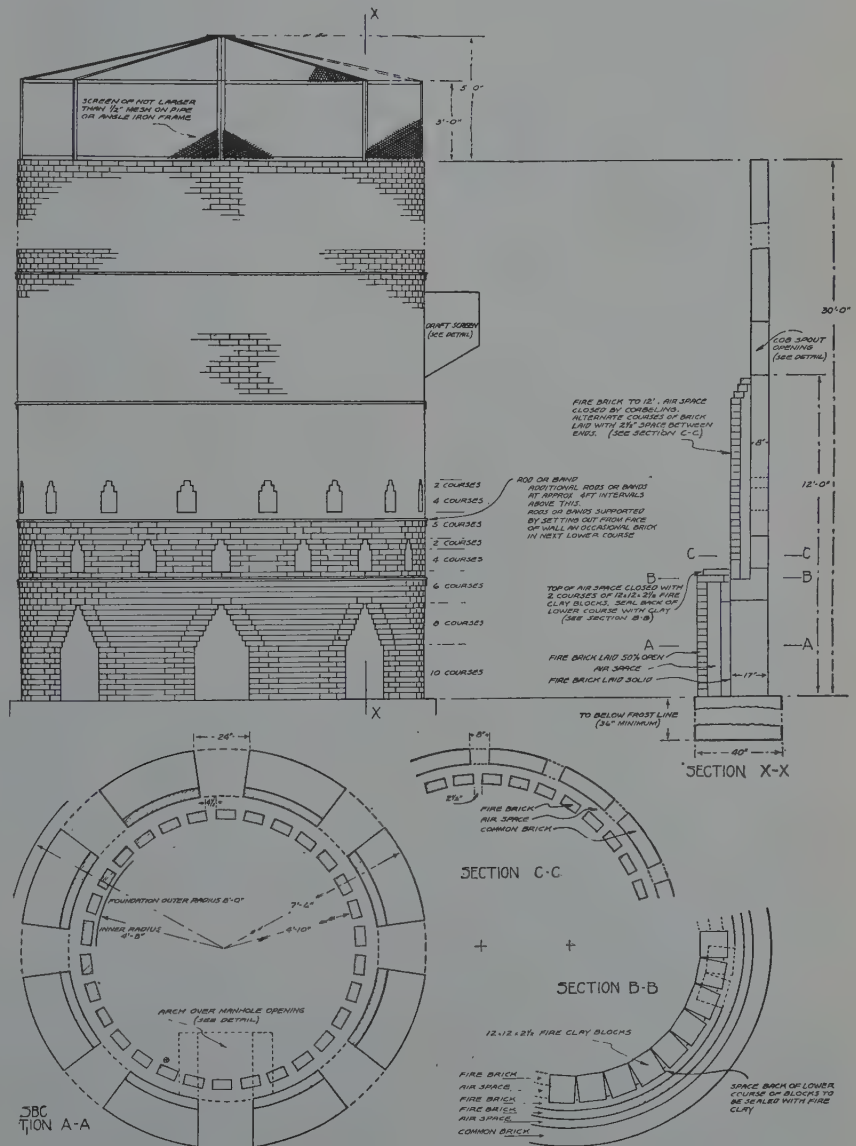 X
5'-0"
3'-0"
SCREEN OF NOT LARGER
THAN 1/2" MESH ON PIPE
OR ANGLE IRON FRAME
30'-0"
DRAFT SCREEN
(SEE DETAIL)
COB SPOUT
OPENING
(SEE DETAIL)
FIRE BRICK TO 12'. AIR SPACE
CLOSED BY CORBELING.
ALTERNATE COURSES OF BRICK
LAID WITH 2½" SPACE BETWEEN
ENDS. (SEE SECTION C-C)
8"
12'-0"
2 COURSES
4 COURSES
5 COURSES
2 COURSES
4 COURSES
6 COURSES
8 COURSES
10 COURSES
ROD OR BAND
ADDITIONAL RODS OR BANDS
AT APPROX 4FT INTERVALS
ABOVE THIS.
RODS OR BANDS SUPPORTED
BY SETTING OUT FROM FACE
OF WALL AN OCCASIONAL BRICK
IN NEXT LOWER COURSE
C C
B B
TOP OF AIR SPACE CLOSED WITH
2 COURSES OF 12x12x2½ FIRE
CLAY BLOCKS. SEAL BACK OF
LOWER COURSE WITH CLAY
(SEE SECTION B-B)
A A
FIRE BRICK LAID 50% OPEN
AIR SPACE
FIRE BRICK LAID SOLID
17"
X
TO BELOW FROST LINE
(36" MINIMUM)
40"
SECTION X-X
24"
4½"
FOUNDATION OUTER RADIUS 8'-0"
7'-4"
INNER RADIUS
4'-8"
4'-10"
ARCH OVER MANHOLE OPENING
(SEE DETAIL)
SEC
TION A-A
8"
2½"
FIRE BRICK
AIR SPACE
COMMON BRICK
SECTION C-C
SECTION B-B
12x12x2½ FIRE CLAY BLOCKS
FIRE BRICK
AIR SPACE
FIRE BRICK
FIRE BRICK
AIR SPACE
COMMON BRICK
SPACE BACK OF LOWER
COURSE OF BLOCKS TO
BE SEALED WITH FIRE
CLAY